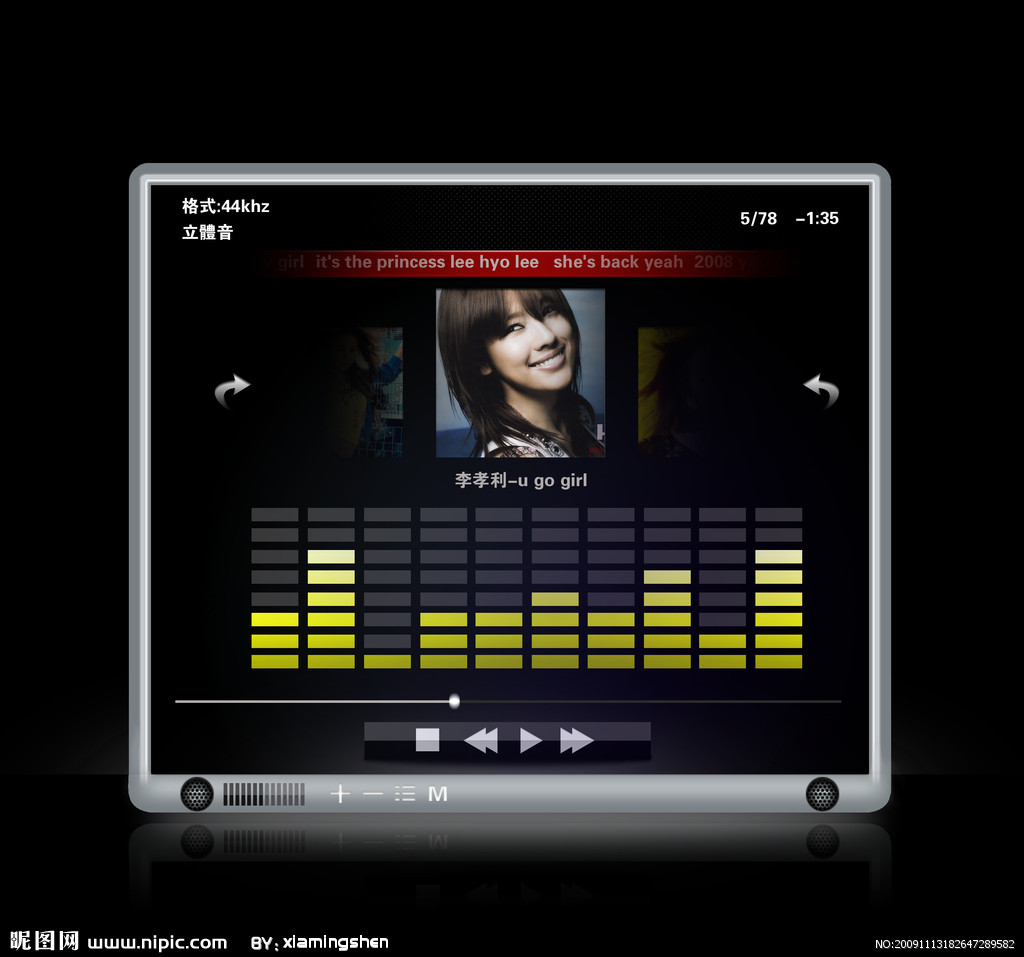 格式:44khz
立體音
5/78 -1:35
girl it's the princess lee hyo lee she's back yeah 2008
李孝利-u go girl
M
昵图网 www.nipic.com BY: xiamingshen
NO:20091113182647289582